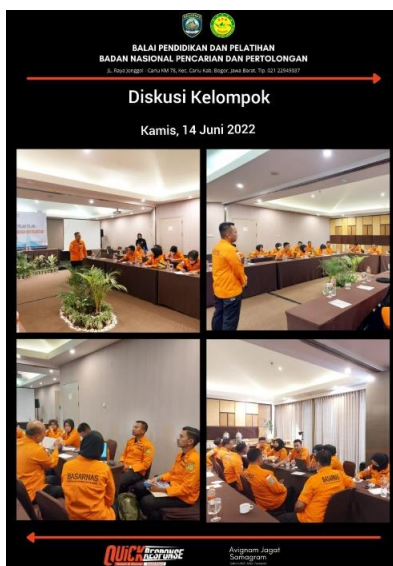 BALAI PENDIDIKAN DAN PELATIHAN
BADAN NASIONAL PENCARIAN DAN PERTOLONGAN
Diskusi Kelompok
Kamis, 14 Juni 2022
BASARNAS
BASARNAS
QUICK RESPONSE
Avignam Jagat
Samagram